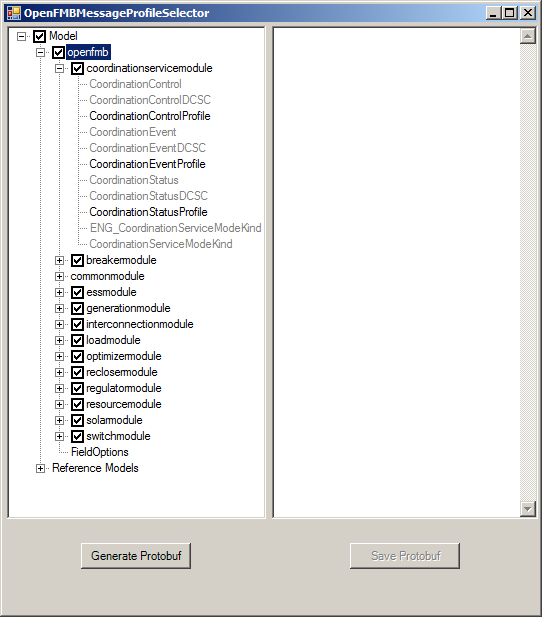 OpenFMBMessageProfileSelector
Model
openfmb
coordinationservicemodule
CoordinationControl
CoordinationControlDCSC
CoordinationControlProfile
CoordinationEvent
CoordinationEventDCSC
CoordinationEventProfile
CoordinationStatus
CoordinationStatusDCSC
CoordinationStatusProfile
ENG_CoordinationServiceModeKind
CoordinationServiceModeKind
breakermodule
commonmodule
essmodule
generationmodule
interconnectionmodule
loadmodule
optimizermodule
reclosermodule
regulatormodule
resourcemodule
solarmodule
switchmodule
FieldOptions
Reference Models
Generate Protobuf
Save Protobuf